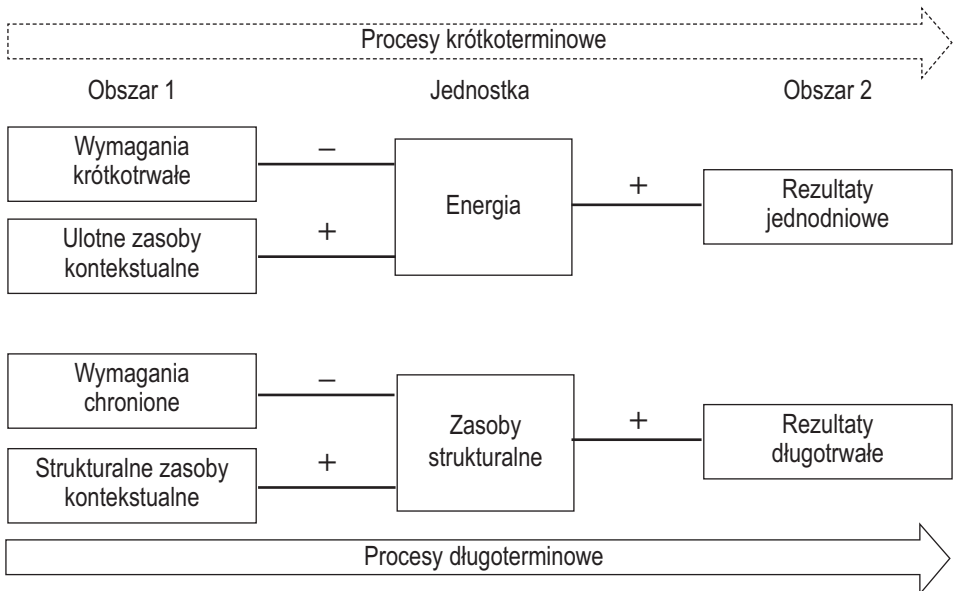 Procesy krótkoterminowe
Obszar 1
Jednostka
Obszar 2
Wymagania
krótkotrwałe
−
Energia
+
Rezultaty
jednodniowe
Ulotne zasoby
kontekstualne
+
Wymagania
chronione
−
Zasoby
strukturalne
+
Rezultaty
długotrwałe
Strukturalne zasoby
kontekstualne
+
Procesy długoterminowe